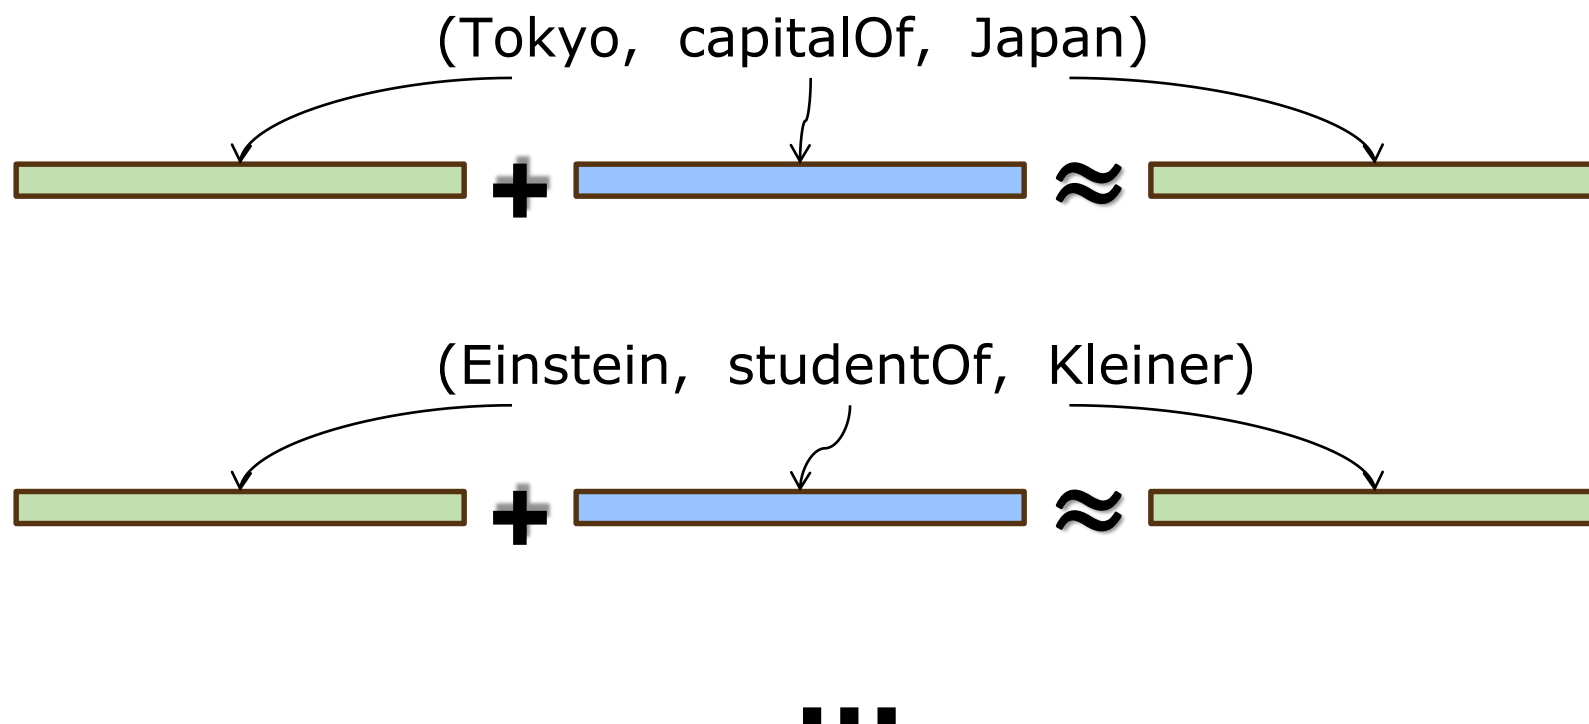 (Tokyo, capitalOf, Japan)
+ ≈
(Einstein, studentOf, Kleiner)
+ ≈
...